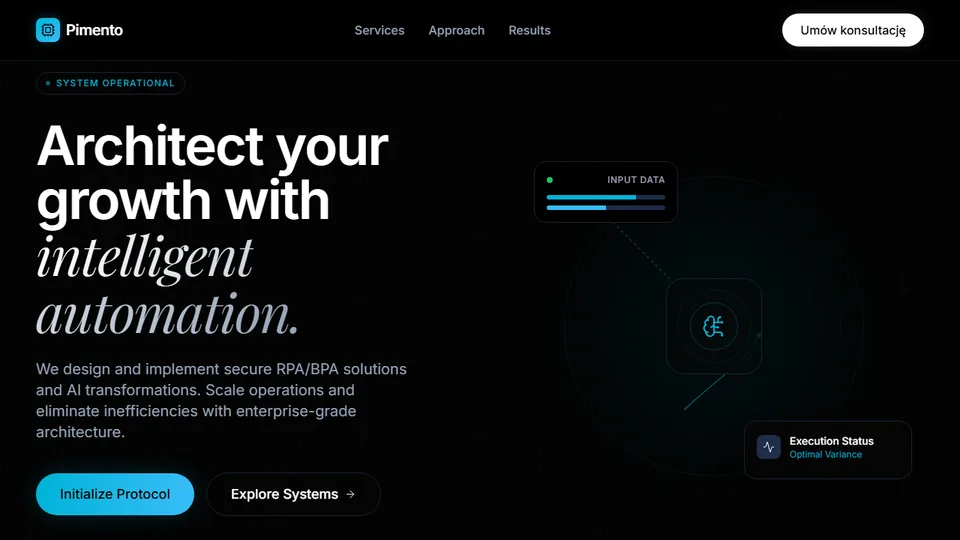 Pimento
Services
Approach
Results
Umów konsultację
SYSTEM OPERATIONAL
Architect your
growth with
intelligent
automation.
We design and implement secure RPA/BPA solutions
and AI transformations. Scale operations and
eliminate inefficiencies with enterprise-grade
architecture.
Initialize Protocol
Explore Systems →
INPUT DATA
Execution Status
Optimal Variance